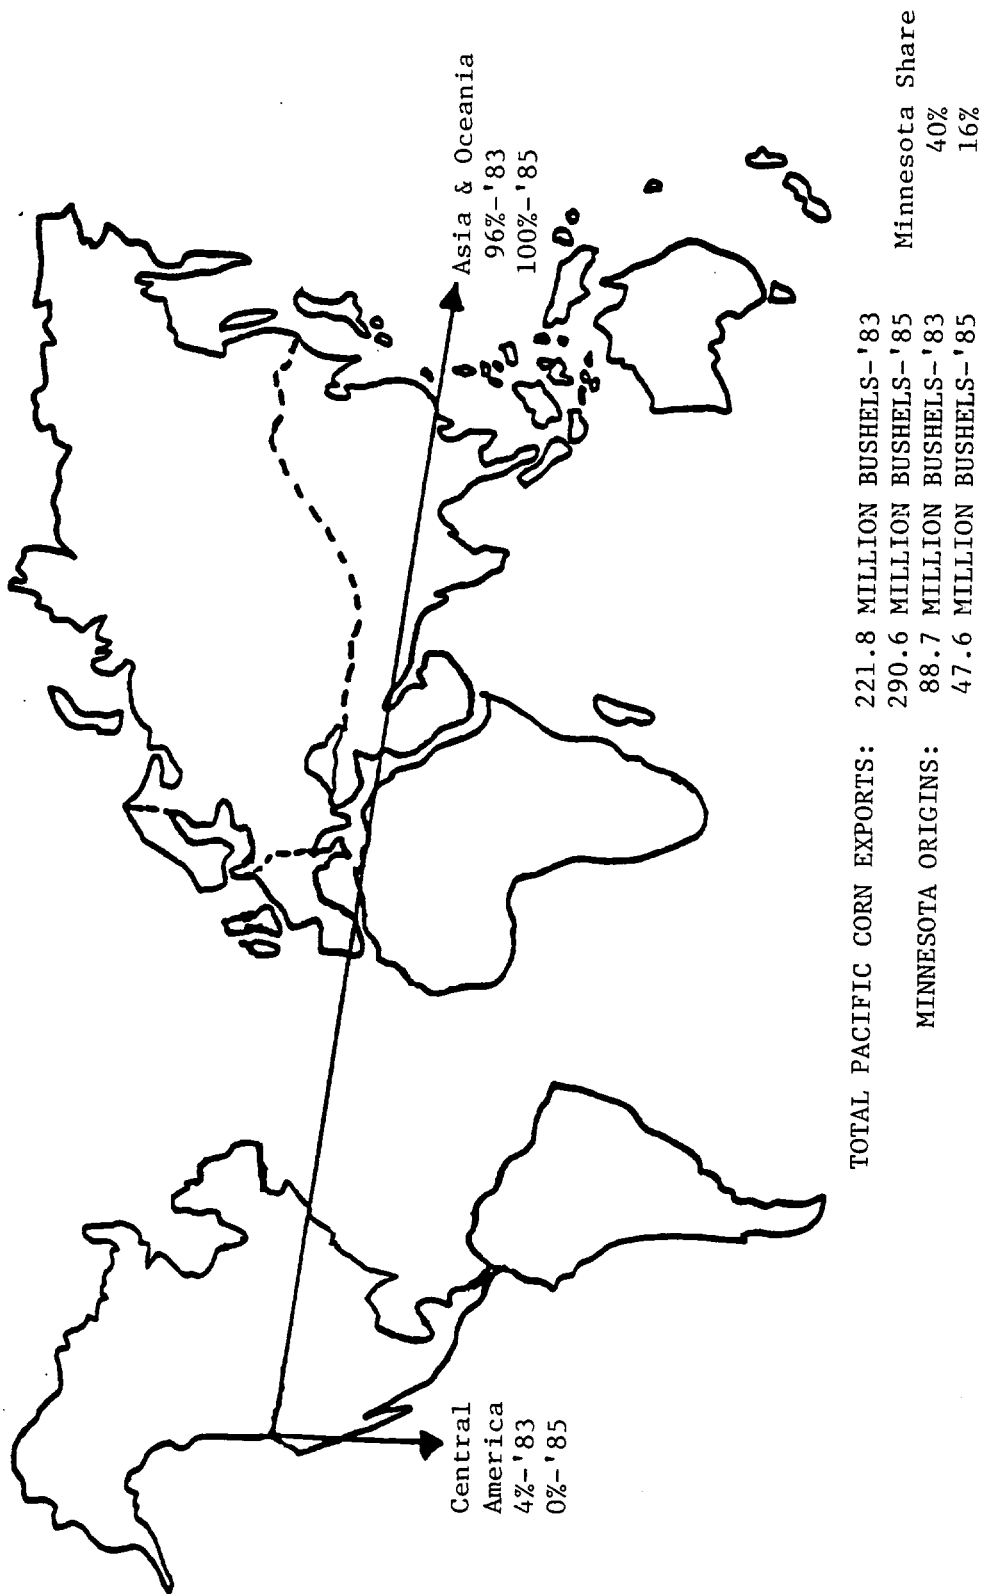 Asia & Oceania
96%-'83
100%-'85
Central
America
4%-'83
0%-'85
TOTAL PACIFIC CORN EXPORTS: 221.8 MILLION BUSHELS-'83
290.6 MILLION BUSHELS-'85 Minnesota Share
MINNESOTA ORIGINS: 88.7 MILLION BUSHELS-'83 40%
47.6 MILLION BUSHELS-'85 16%